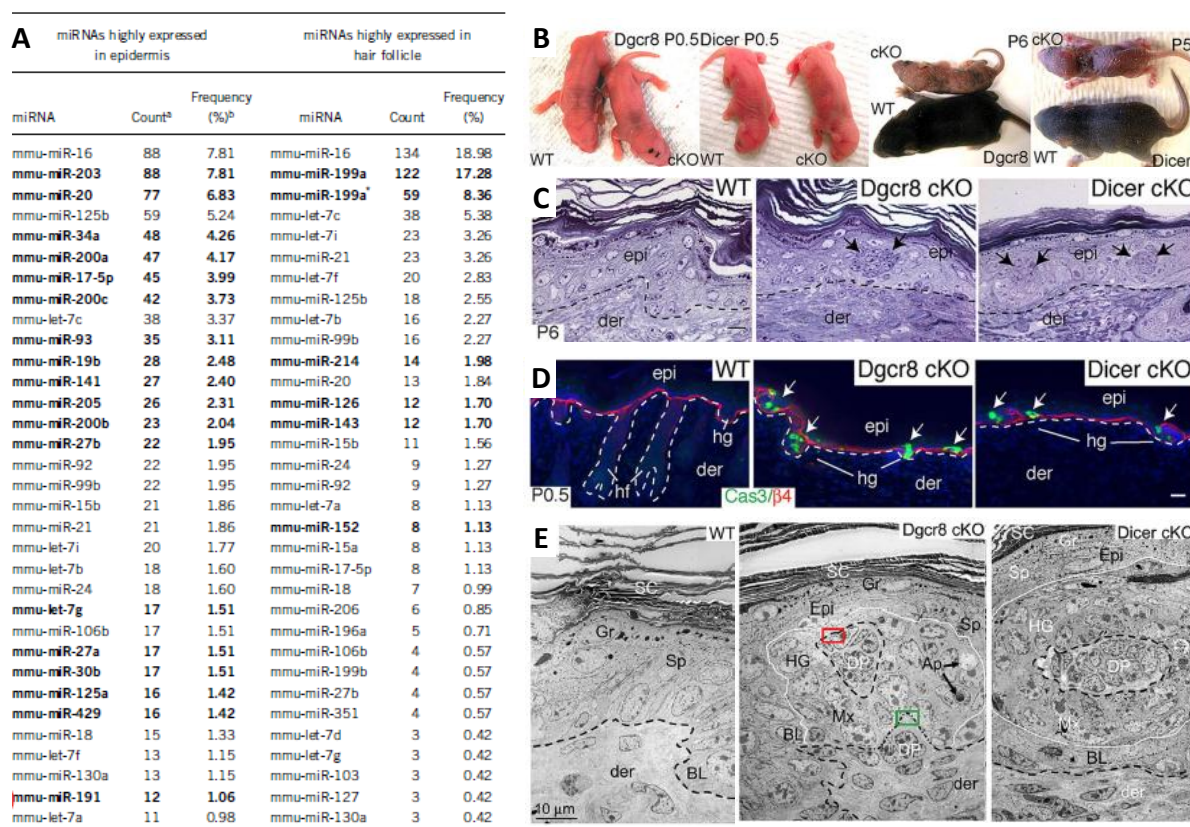 A
miRNAs highly expressed in epidermis
miRNAs highly expressed in hair follicle
miRNA Count^a Frequency (%)^b miRNA Count Frequency (%)
mmu-miR-16 88 7.81 mmu-miR-16 134 18.98
mmu-miR-203 88 7.81 mmu-miR-199a 122 17.28
mmu-miR-20 77 6.83 mmu-miR-199a* 59 8.36
mmu-miR-125b 59 5.24 mmu-let-7c 38 5.38
mmu-miR-34a 48 4.26 mmu-let-7i 23 3.26
mmu-miR-200a 47 4.17 mmu-miR-21 23 3.26
mmu-miR-17-5p 45 3.99 mmu-let-7f 20 2.83
mmu-miR-200c 42 3.73 mmu-miR-125b 18 2.55
mmu-let-7c 38 3.37 mmu-let-7b 16 2.27
mmu-miR-93 35 3.11 mmu-miR-99b 16 2.27
mmu-miR-19b 28 2.48 mmu-miR-214 14 1.98
mmu-miR-141 27 2.40 mmu-miR-20 13 1.84
mmu-miR-205 26 2.31 mmu-miR-126 12 1.70
mmu-miR-200b 23 2.04 mmu-miR-143 12 1.70
mmu-miR-27b 22 1.95 mmu-miR-15b 11 1.56
mmu-miR-92 22 1.95 mmu-miR-24 9 1.27
mmu-miR-99b 22 1.95 mmu-miR-92 9 1.27
mmu-miR-15b 21 1.86 mmu-let-7a 8 1.13
mmu-miR-21 21 1.86 mmu-miR-152 8 1.13
mmu-let-7i 20 1.77 mmu-miR-15a 8 1.13
mmu-let-7b 18 1.60 mmu-miR-17-5p 8 1.13
mmu-miR-24 18 1.60 mmu-miR-18 7 0.99
mmu-let-7g 17 1.51 mmu-miR-206 6 0.85
mmu-miR-106b 17 1.51 mmu-miR-196a 5 0.71
mmu-miR-27a 17 1.51 mmu-miR-106b 4 0.57
mmu-miR-30b 17 1.51 mmu-miR-199b 4 0.57
mmu-miR-125a 16 1.42 mmu-miR-27b 4 0.57
mmu-miR-429 16 1.42 mmu-miR-351 4 0.57
mmu-miR-18 15 1.33 mmu-let-7d 3 0.42
mmu-let-7f 13 1.15 mmu-let-7g 3 0.42
mmu-miR-130a 13 1.15 mmu-miR-103 3 0.42
mmu-miR-191 12 1.06 mmu-miR-127 3 0.42
mmu-let-7a 11 0.98 mmu-miR-130a 3 0.42
B
Dgcr8 P0.5 Dicer P0.5
WT cKO WT cKO
cKO P6 cKO P5
WT Dgcr8 WT Dicer
C
WT Dgcr8 cKO Dicer cKO
epi epi epi
der der der
P6
D
WT Dgcr8 cKO Dicer cKO
epi epi epi
hg hg hg
hf der der der
P0.5 Cas3/β4
E
WT Dgcr8 cKO Dicer cKO
SC SC SC
Gr Gr Gr
Epi Epi
Sp Sp Sp
HG HG
DP Ap DP
Mx Mx
BL BL BL
DP
der der der
10 μm